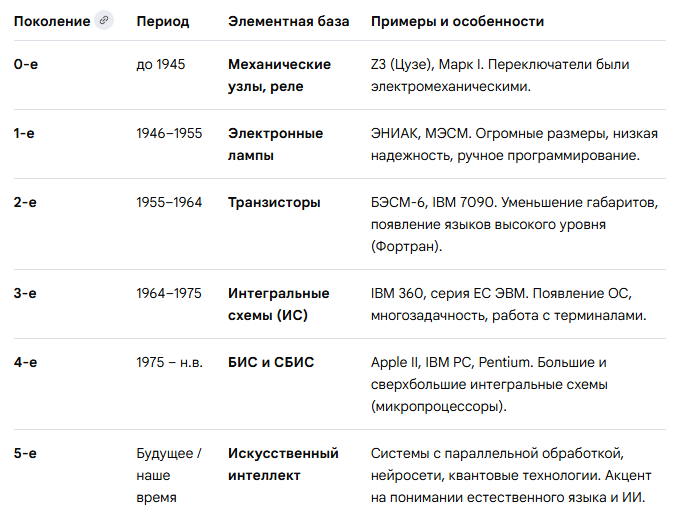 Поколение Период Элементная база Примеры и особенности
0-е до 1945 Механические Z3 (Цузе), Марк I. Переключатели были
узлы, реле электромеханическими.
1-е 1946–1955 Электронные ЭНИАК, МЭСМ. Огромные размеры, низкая
лампы надежность, ручное программирование.
2-е 1955–1964 Транзисторы БЭСМ-6, IBM 7090. Уменьшение габаритов,
появление языков высокого уровня
(Фортран).
3-е 1964–1975 Интегральные IBM 360, серия ЕС ЭВМ. Появление ОС,
схемы (ИС) многозадачность, работа с терминалами.
4-е 1975 – н.в. БИС и СБИС Apple II, IBM PC, Pentium. Большие и
сверхбольшие интегральные схемы
(микропроцессоры).
5-е Будущее / Искусственный Системы с параллельной обработкой,
наше интеллект нейросети, квантовые технологии. Акцент
время на понимании естественного языка и ИИ.